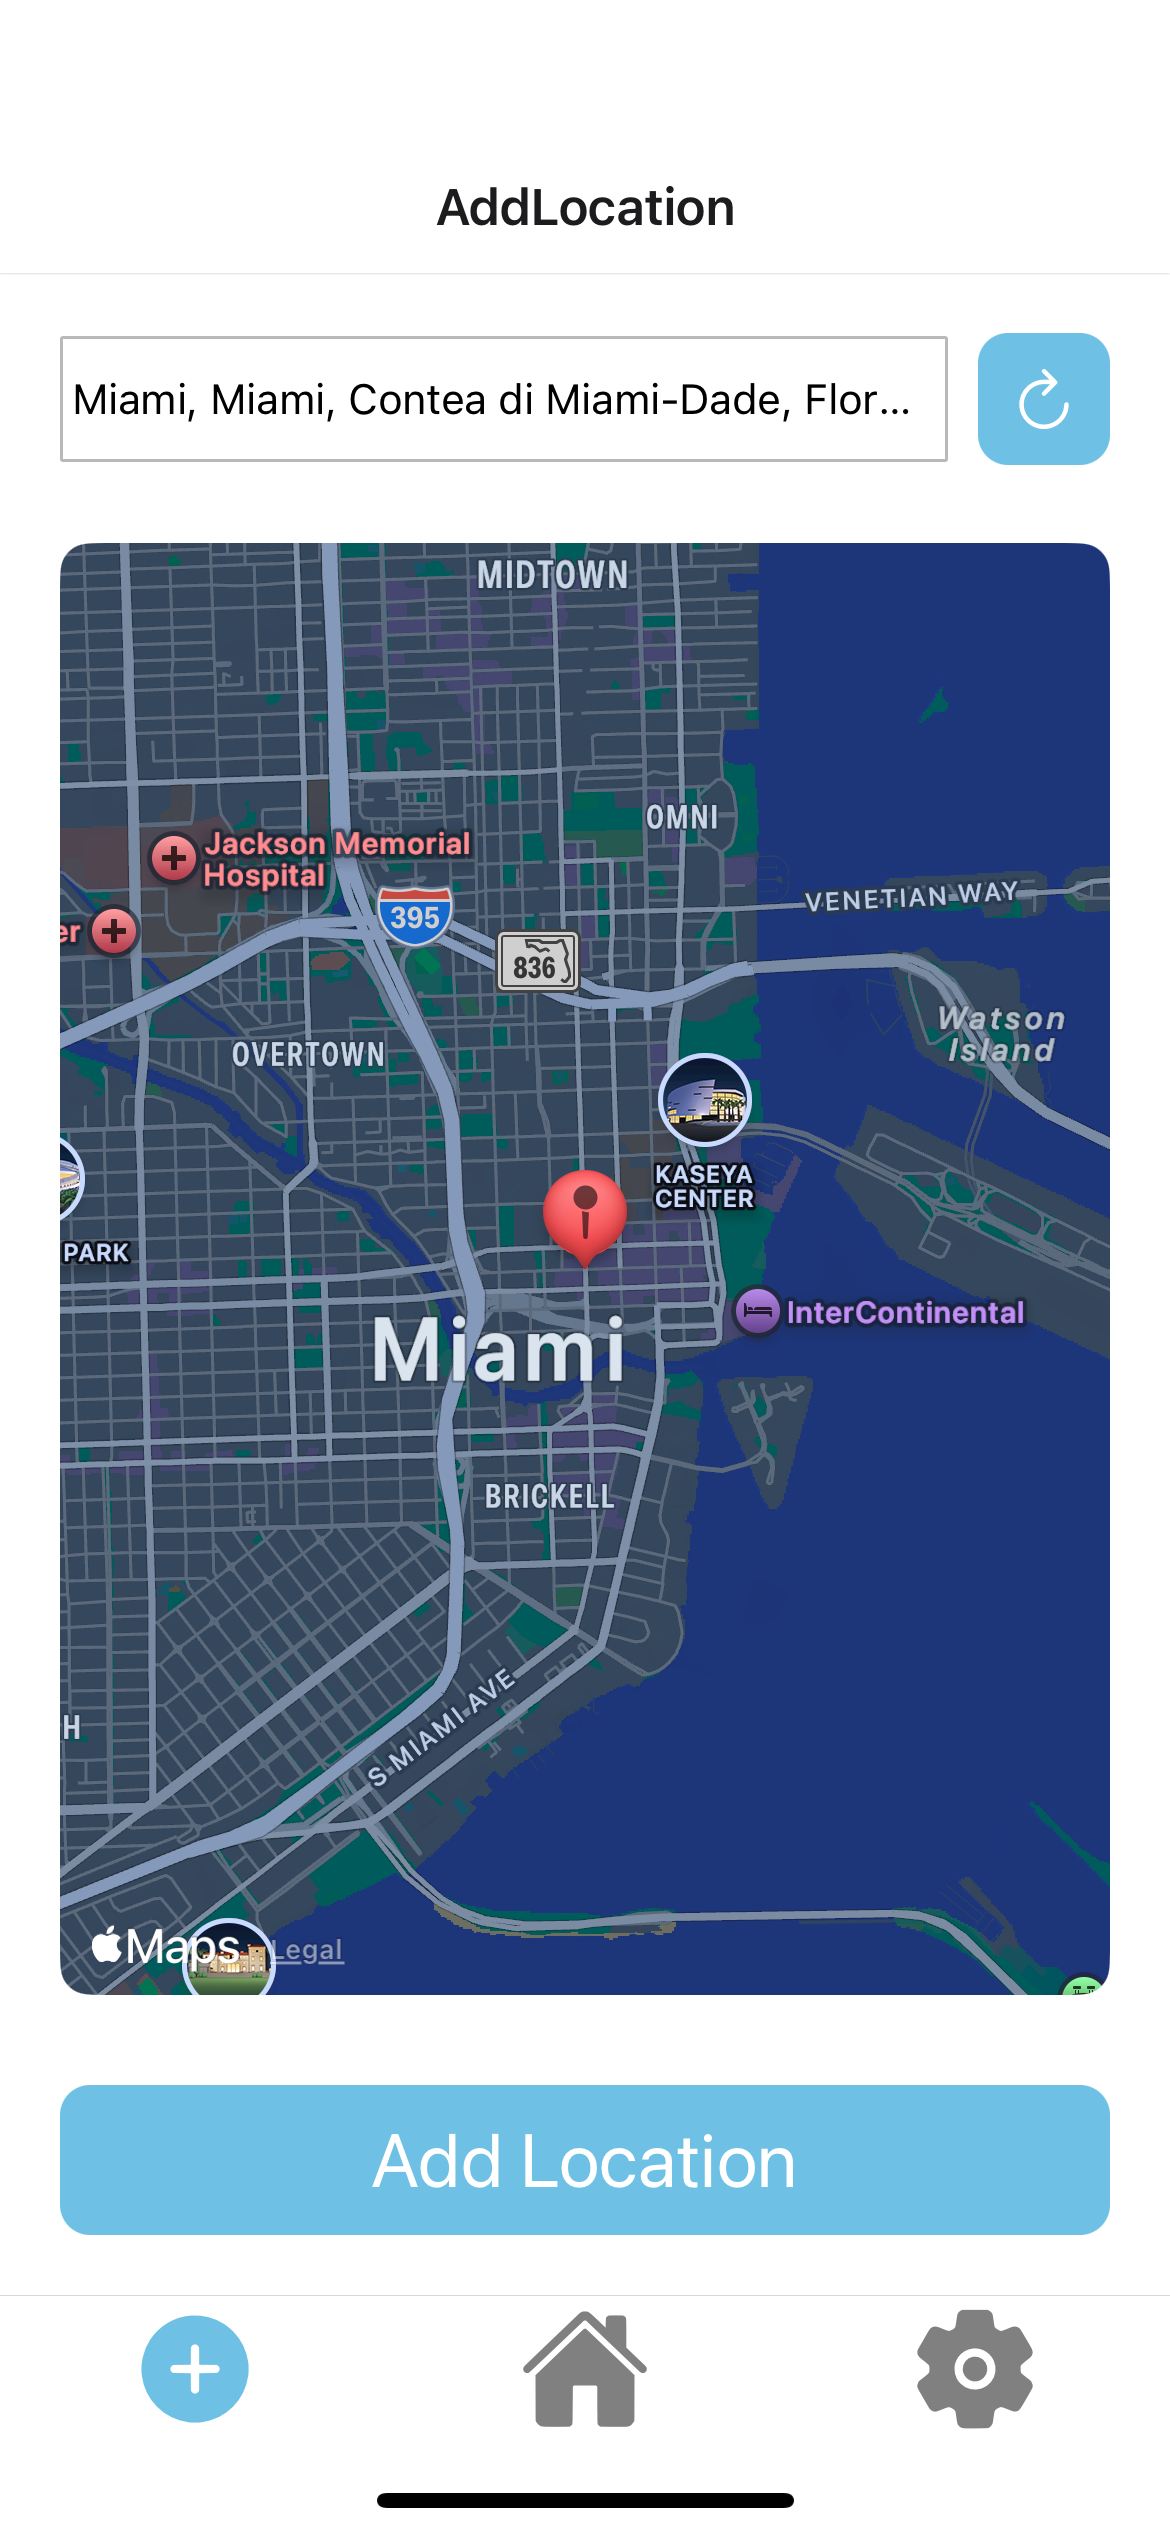 AddLocation
Miami, Miami, Contea di Miami-Dade, Flor...
MIDTOWN
OMNI
Jackson Memorial
Hospital
395
VENETIAN WAY
er
836
Watson
Island
OVERTOWN
KASEYA
CENTER
PARK
InterContinental
Miami
BRICKELL
S MIAMI AVE
H
Maps
Legal
Add Location